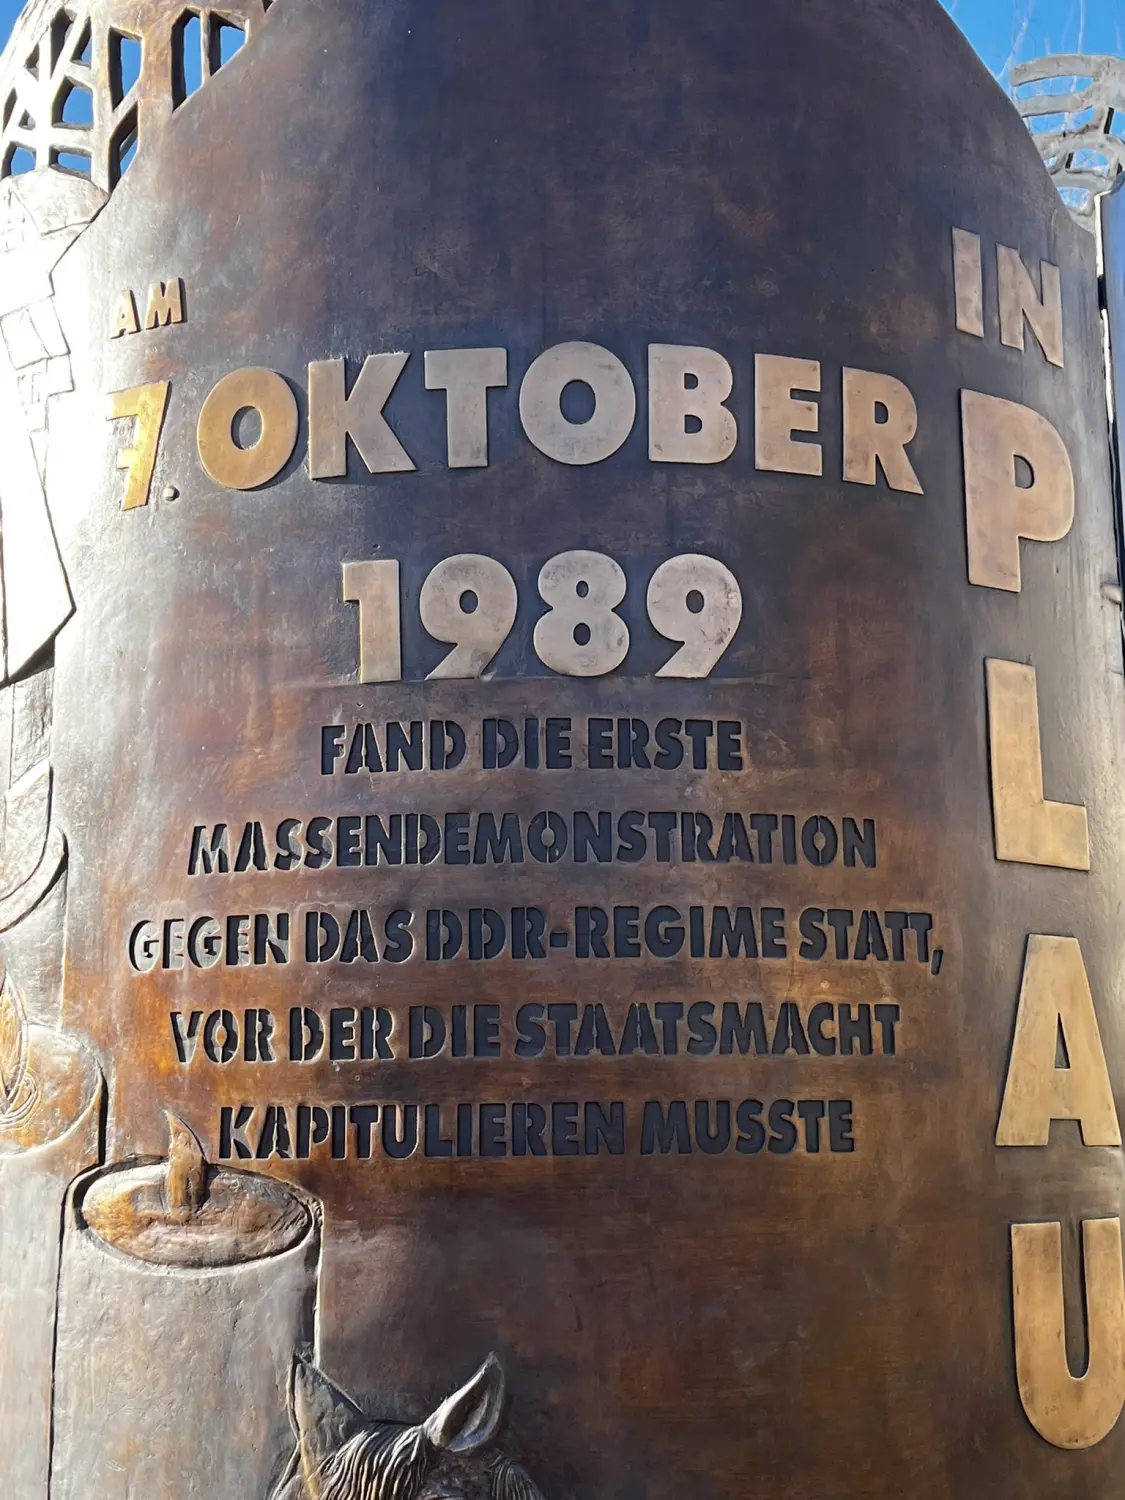 AM
7. OKTOBER
1989
IN PLAU
FAND DIE ERSTE
MASSENDEMONSTRATION
GEGEN DAS DDR-REGIME STATT,
VOR DER DIE STAATSMACHT
KAPITULIEREN MUSSTE